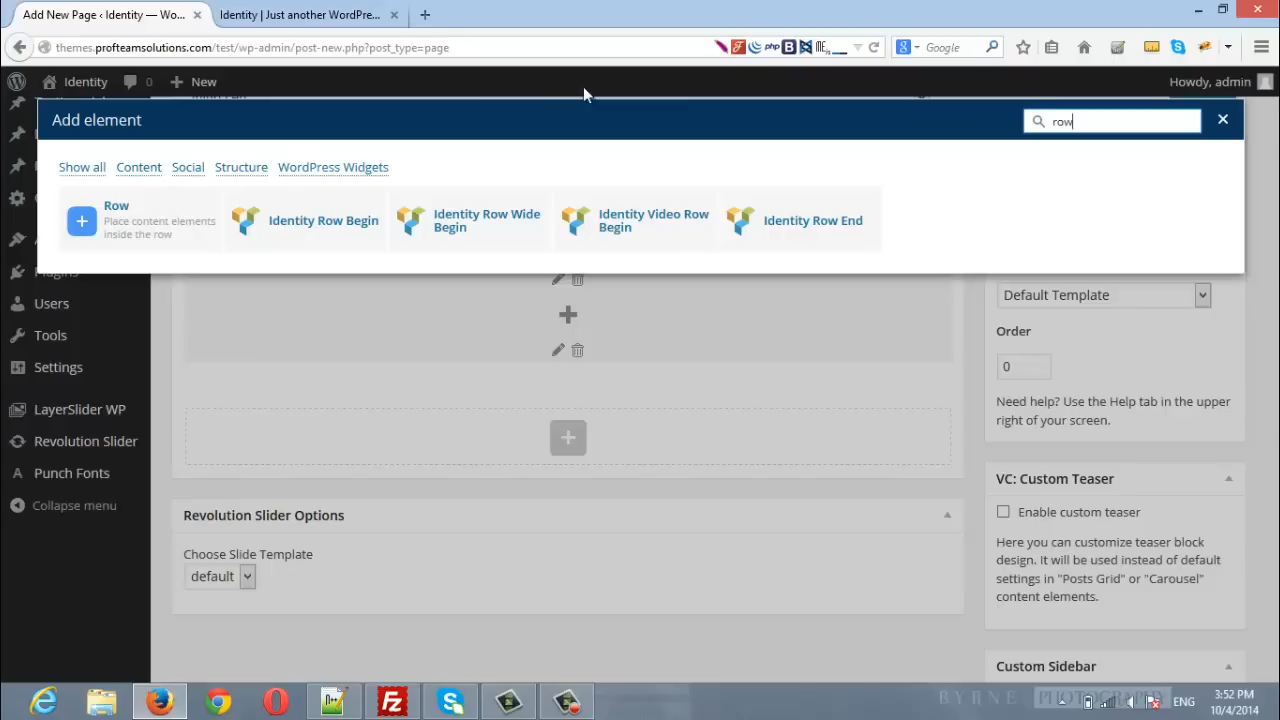 Add New Page ‹ Identity — Wo...
Identity | Just another WordPre...
themes.profteamsolutions.com/test/wp-admin/post-new.php?post_type=page
php
B
Google
Identity
0
New
Howdy, admin
Add element
row
Show all
Content
Social
Structure
WordPress Widgets
Row
Place content elements
inside the row
Identity Row Begin
Identity Row Wide
Begin
Identity Video Row
Begin
Identity Row End
Plugins
Users
Tools
Settings
LayerSlider WP
Revolution Slider
Punch Fonts
Collapse menu
Default Template
Order
0
Need help? Use the Help tab in the upper
right of your screen.
VC: Custom Teaser
Enable custom teaser
Here you can customize teaser block
design. It will be used instead of default
settings in "Posts Grid" or "Carousel"
content elements.
Custom Sidebar
Revolution Slider Options
Choose Slide Template
default
BYRNE PHOTOGRAPHY
ENG
3:52 PM
10/4/2014